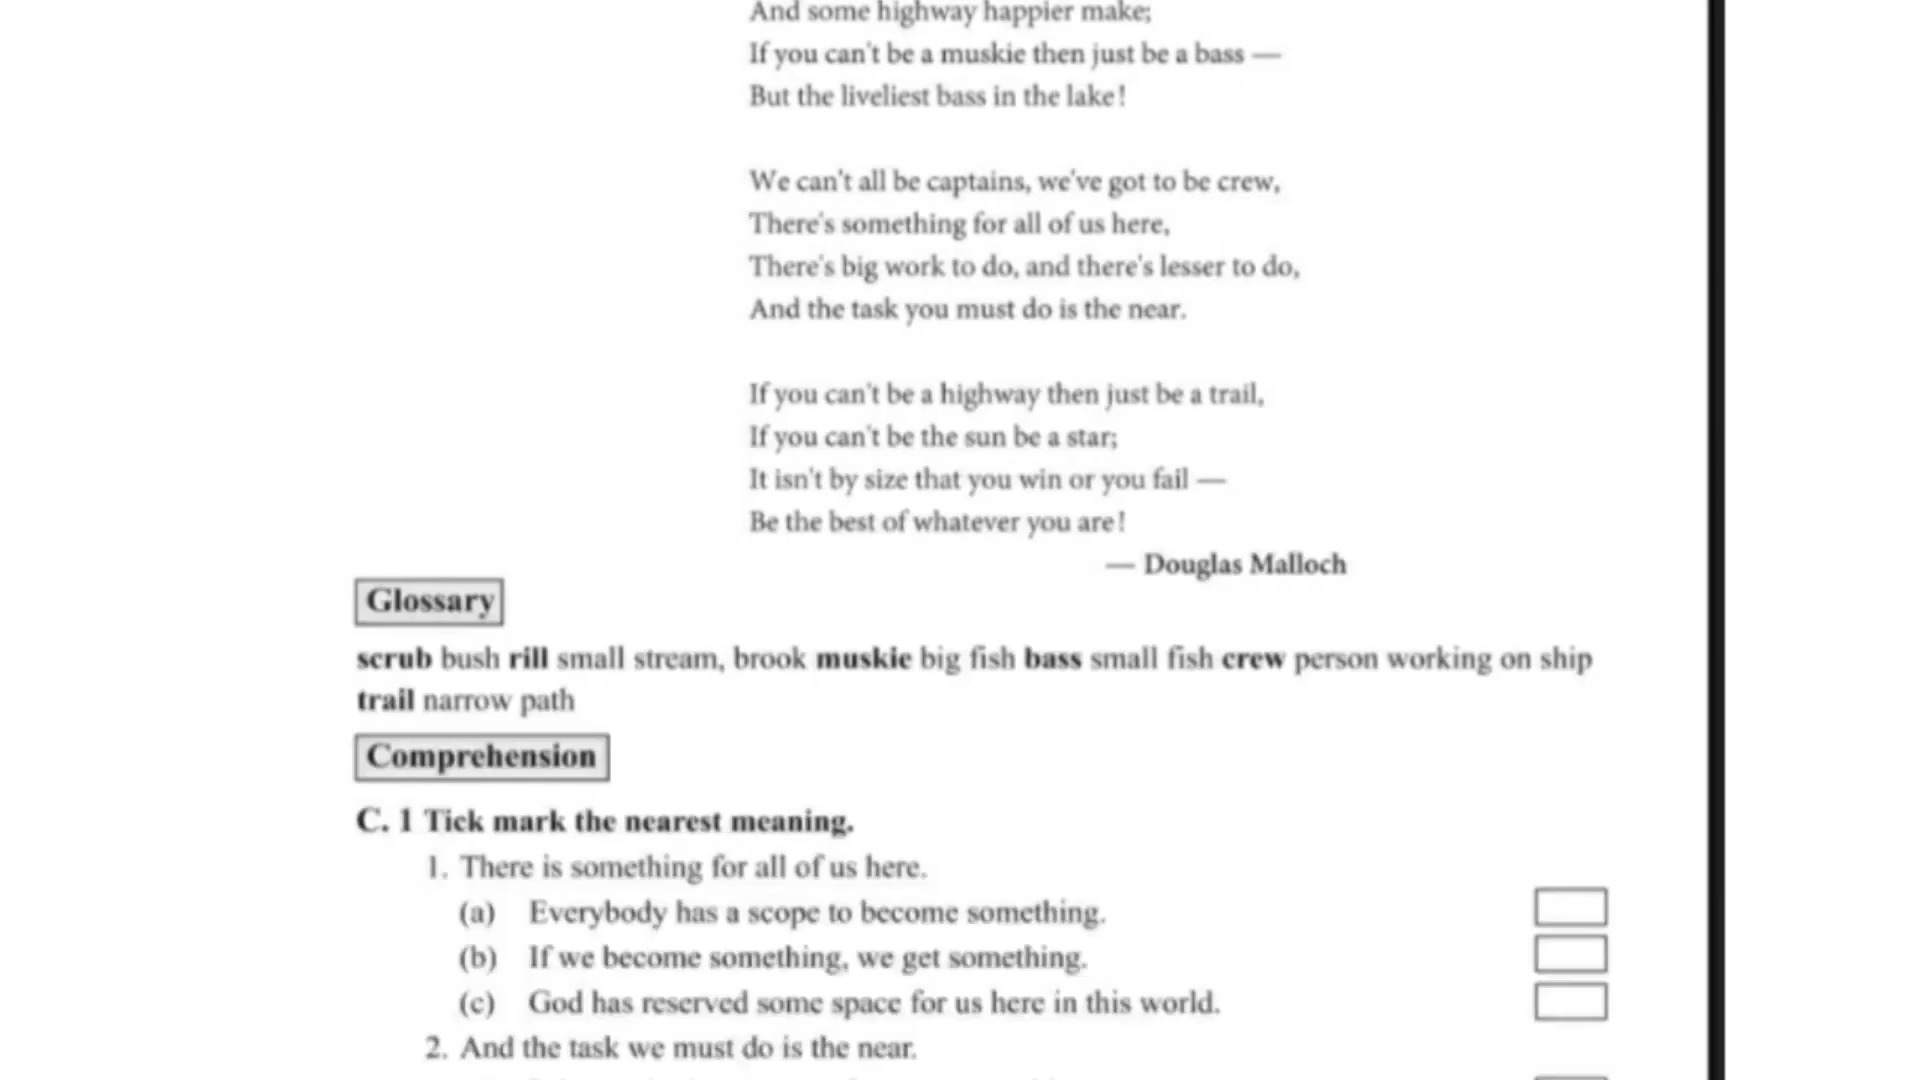 And some highway happier make;
If you can't be a muskie then just be a bass —
But the liveliest bass in the lake!
We can't all be captains, we've got to be crew,
There's something for all of us here,
There's big work to do, and there's lesser to do,
And the task you must do is the near.
If you can't be a highway then just be a trail,
If you can't be the sun be a star;
It isn't by size that you win or you fail —
Be the best of whatever you are!
— Douglas Malloch
Glossary
scrub bush rill small stream, brook muskie big fish bass small fish crew person working on ship
trail narrow path
Comprehension
C. 1 Tick mark the nearest meaning.
1. There is something for all of us here.
(a) Everybody has a scope to become something.
(b) If we become something, we get something.
(c) God has reserved some space for us here in this world.
2. And the task we must do is the near.